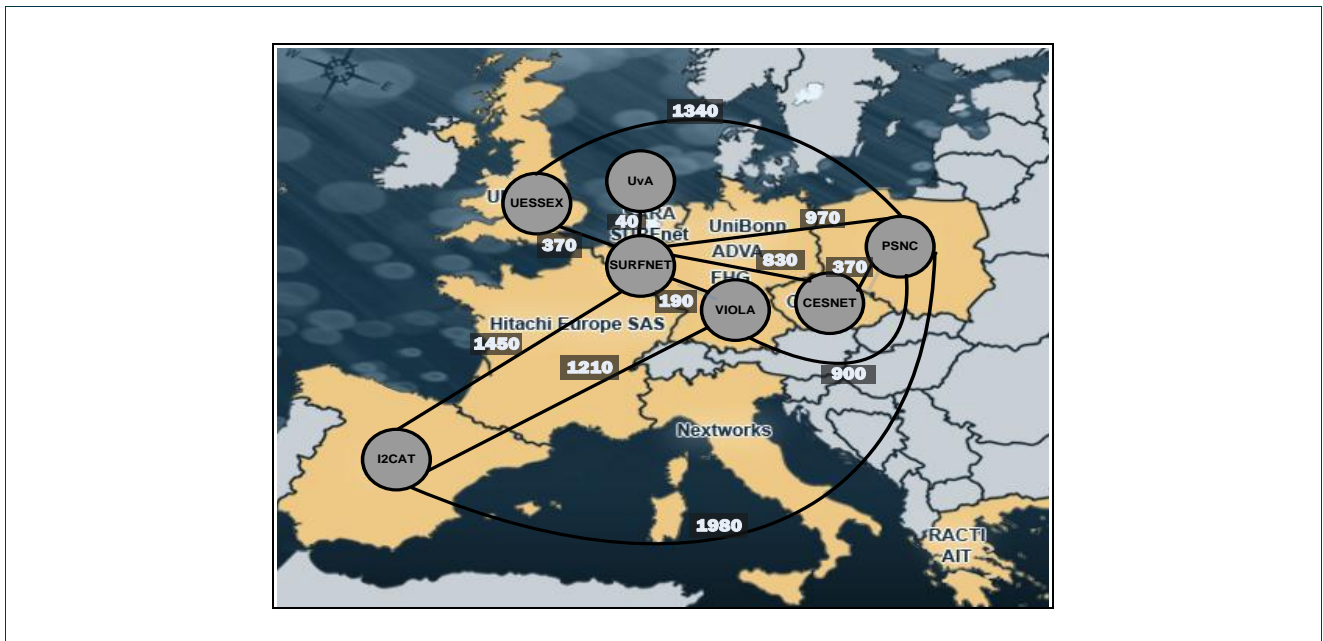 1340
UvA
UESSEX
40
SURFnet
370
UniBonn
970
ADVA
830
PSNC
370
SURFNET
190
VIOLA
CESNET
Hitachi Europe SAS
1450
1210
900
Nextworks
I2CAT
1980
RACTI
AIT